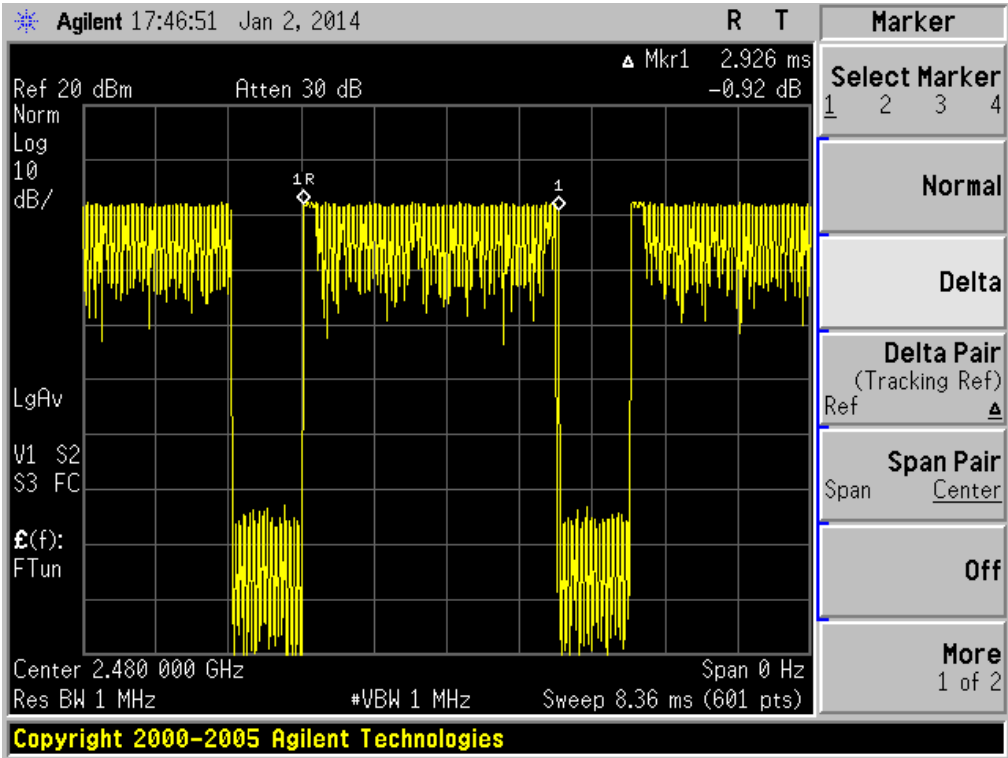 Agilent 17:46:51 Jan 2, 2014 R T
Marker
Δ Mkr1 2.926 ms
Ref 20 dBm Atten 30 dB -0.92 dB
Norm
Log
10
dB/
1R
1
LgAv
V1 S2
S3 FC
£(f):
FTun
Center 2.480 000 GHz Span 0 Hz
Res BW 1 MHz #VBW 1 MHz Sweep 8.36 ms (601 pts)
Select Marker
1 2 3 4
Normal
Delta
Delta Pair
(Tracking Ref)
Ref Δ
Span Pair
Span Center
Off
More
1 of 2
Copyright 2000-2005 Agilent Technologies